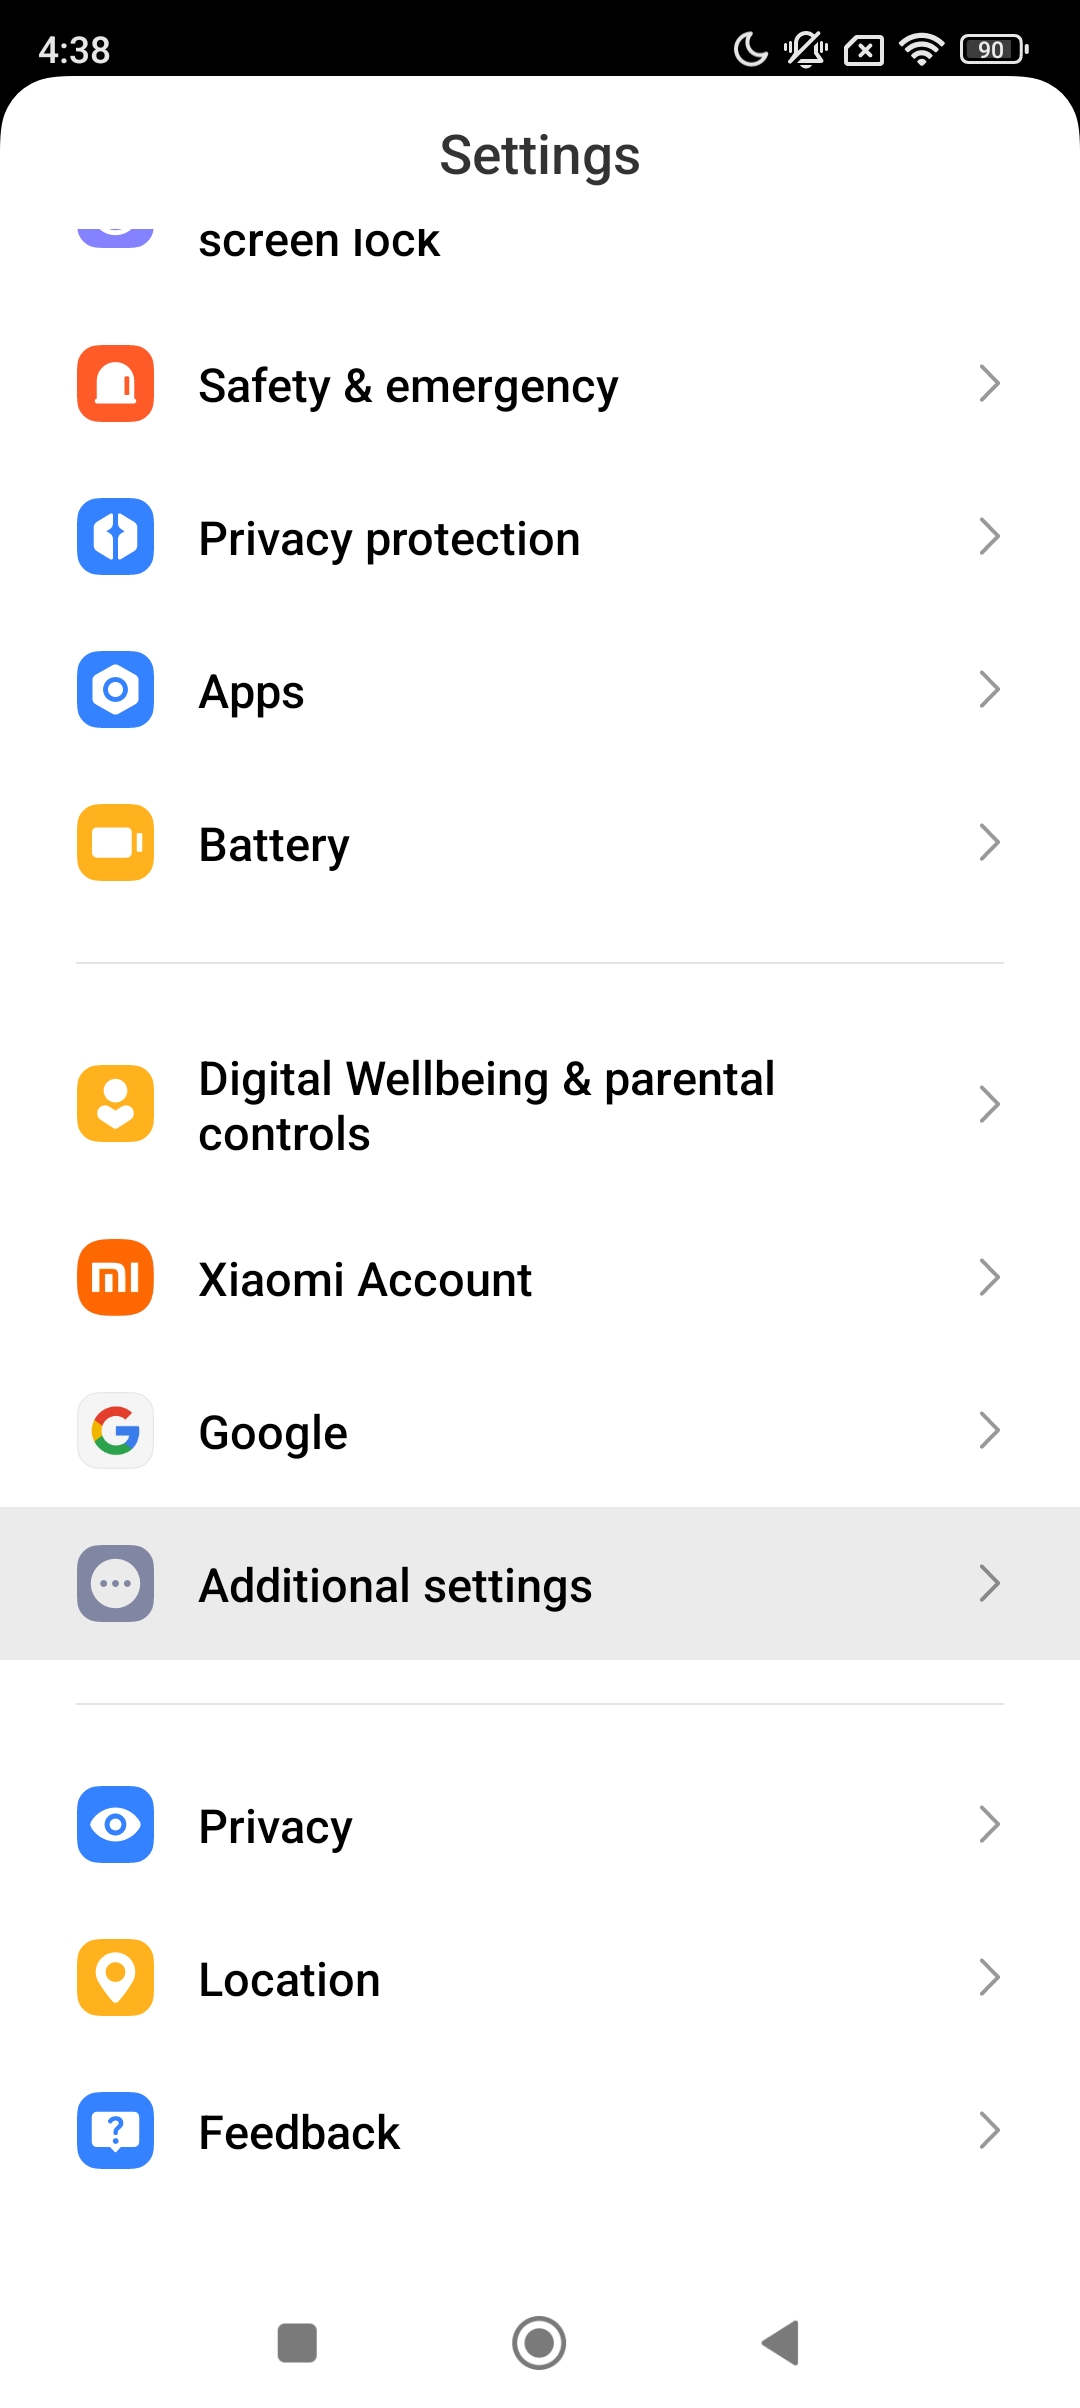 4:38
90
Settings
screen lock
Safety & emergency
Privacy protection
Apps
Battery
Digital Wellbeing & parental
controls
Xiaomi Account
Google
Additional settings
Privacy
Location
Feedback